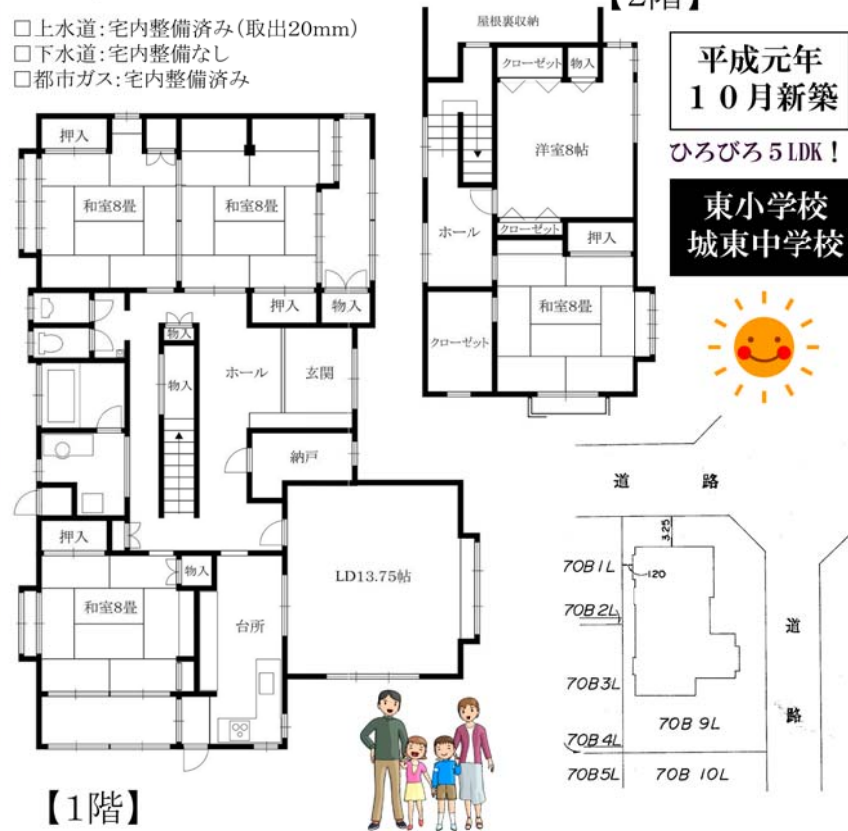 □上水道:宅内整備済み(取出20mm)
□下水道:宅内整備なし
□都市ガス:宅内整備済み
【2階】
屋根裏収納
クローゼット
物入
洋室8帖
ホール
クローゼット
押入
和室8畳
クローゼット
平成元年
10月新築
ひろびろ5LDK!
東小学校
城東中学校
押入
和室8畳
和室8畳
押入
物入
物入
物入
ホール
玄関
納戸
押入
物入
和室8畳
台所
LD13.75帖
【1階】
道路
3.25
70B1L
120
70B2L
道路
70B3L
70B 9L
70B4L
70B5L
70B 10L